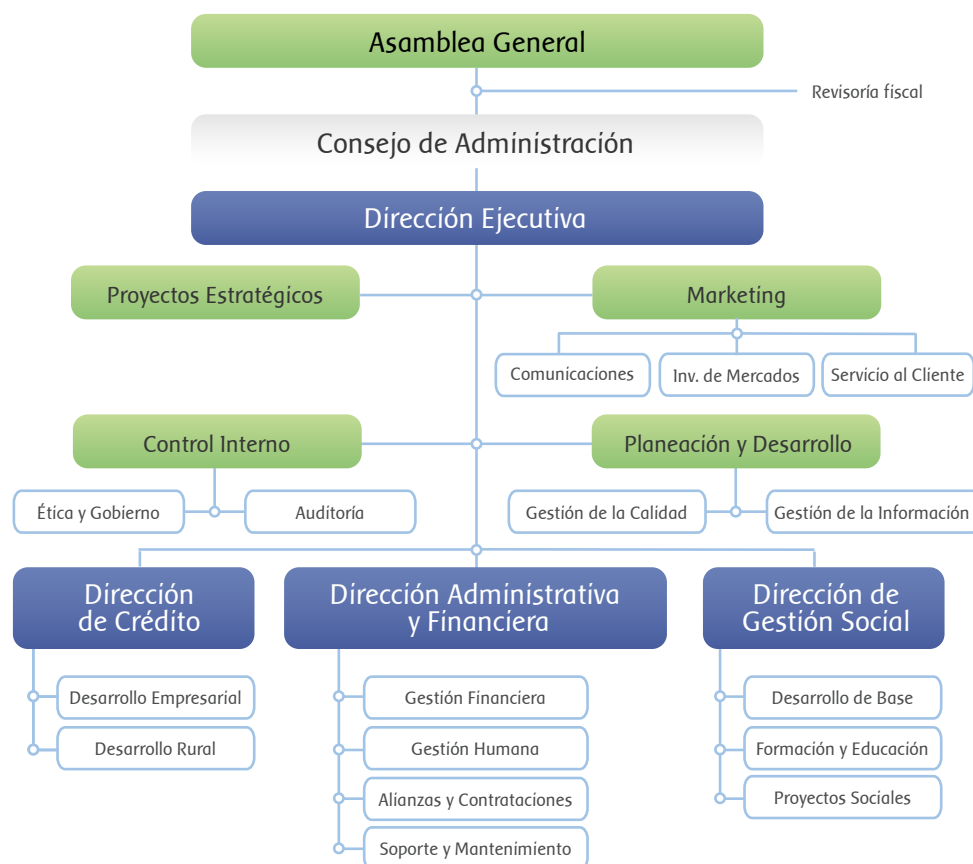 Asamblea General
Revisoría fiscal
Consejo de Administración
Dirección Ejecutiva
Proyectos Estratégicos
Marketing
Comunicaciones
Inv. de Mercados
Servicio al Cliente
Control Interno
Planeación y Desarrollo
Ética y Gobierno
Auditoría
Gestión de la Calidad
Gestión de la Información
Dirección
de Crédito
Dirección Administrativa
y Financiera
Dirección de
Gestión Social
Desarrollo Empresarial
Desarrollo Rural
Gestión Financiera
Gestión Humana
Alianzas y Contrataciones
Soporte y Mantenimiento
Desarrollo de Base
Formación y Educación
Proyectos Sociales